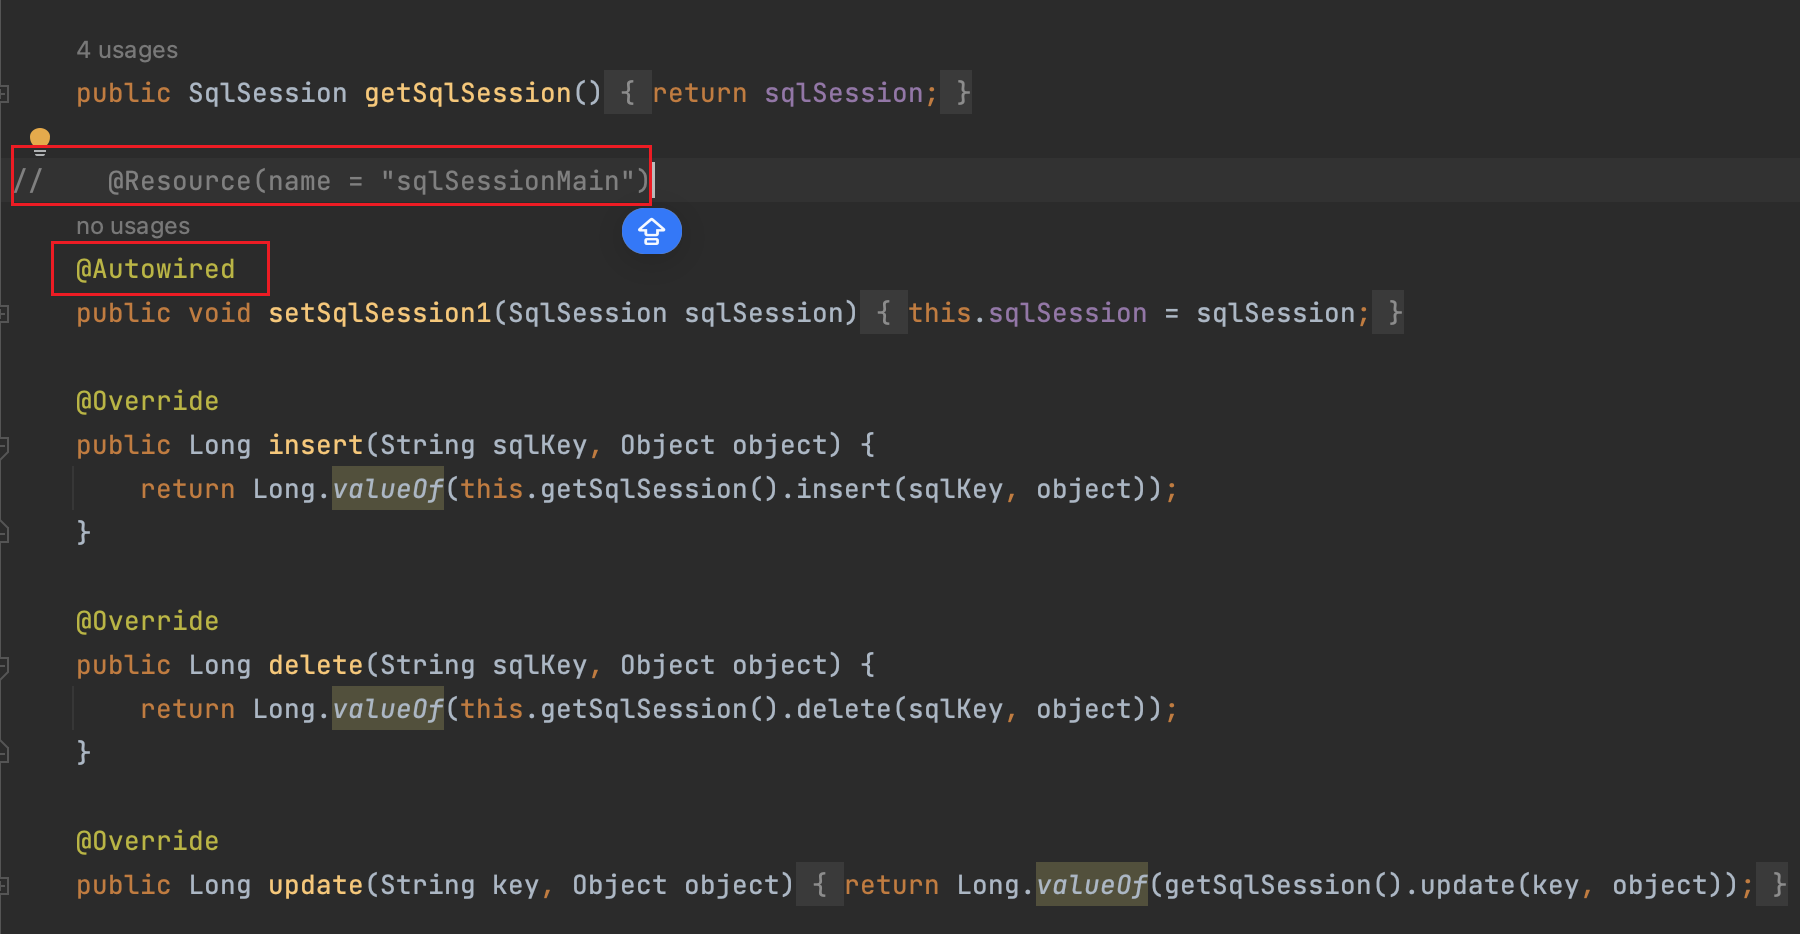 4 usages
public SqlSession getSqlSession() { return sqlSession; }
//    @Resource(name = "sqlSessionMain")
no usages
@Autowired
public void setSqlSession1(SqlSession sqlSession) { this.sqlSession = sqlSession; }
@Override
public Long insert(String sqlKey, Object object) {
return Long.valueOf(this.getSqlSession().insert(sqlKey, object));
}
@Override
public Long delete(String sqlKey, Object object) {
return Long.valueOf(this.getSqlSession().delete(sqlKey, object));
}
@Override
public Long update(String key, Object object) { return Long.valueOf(getSqlSession().update(key, object)); }